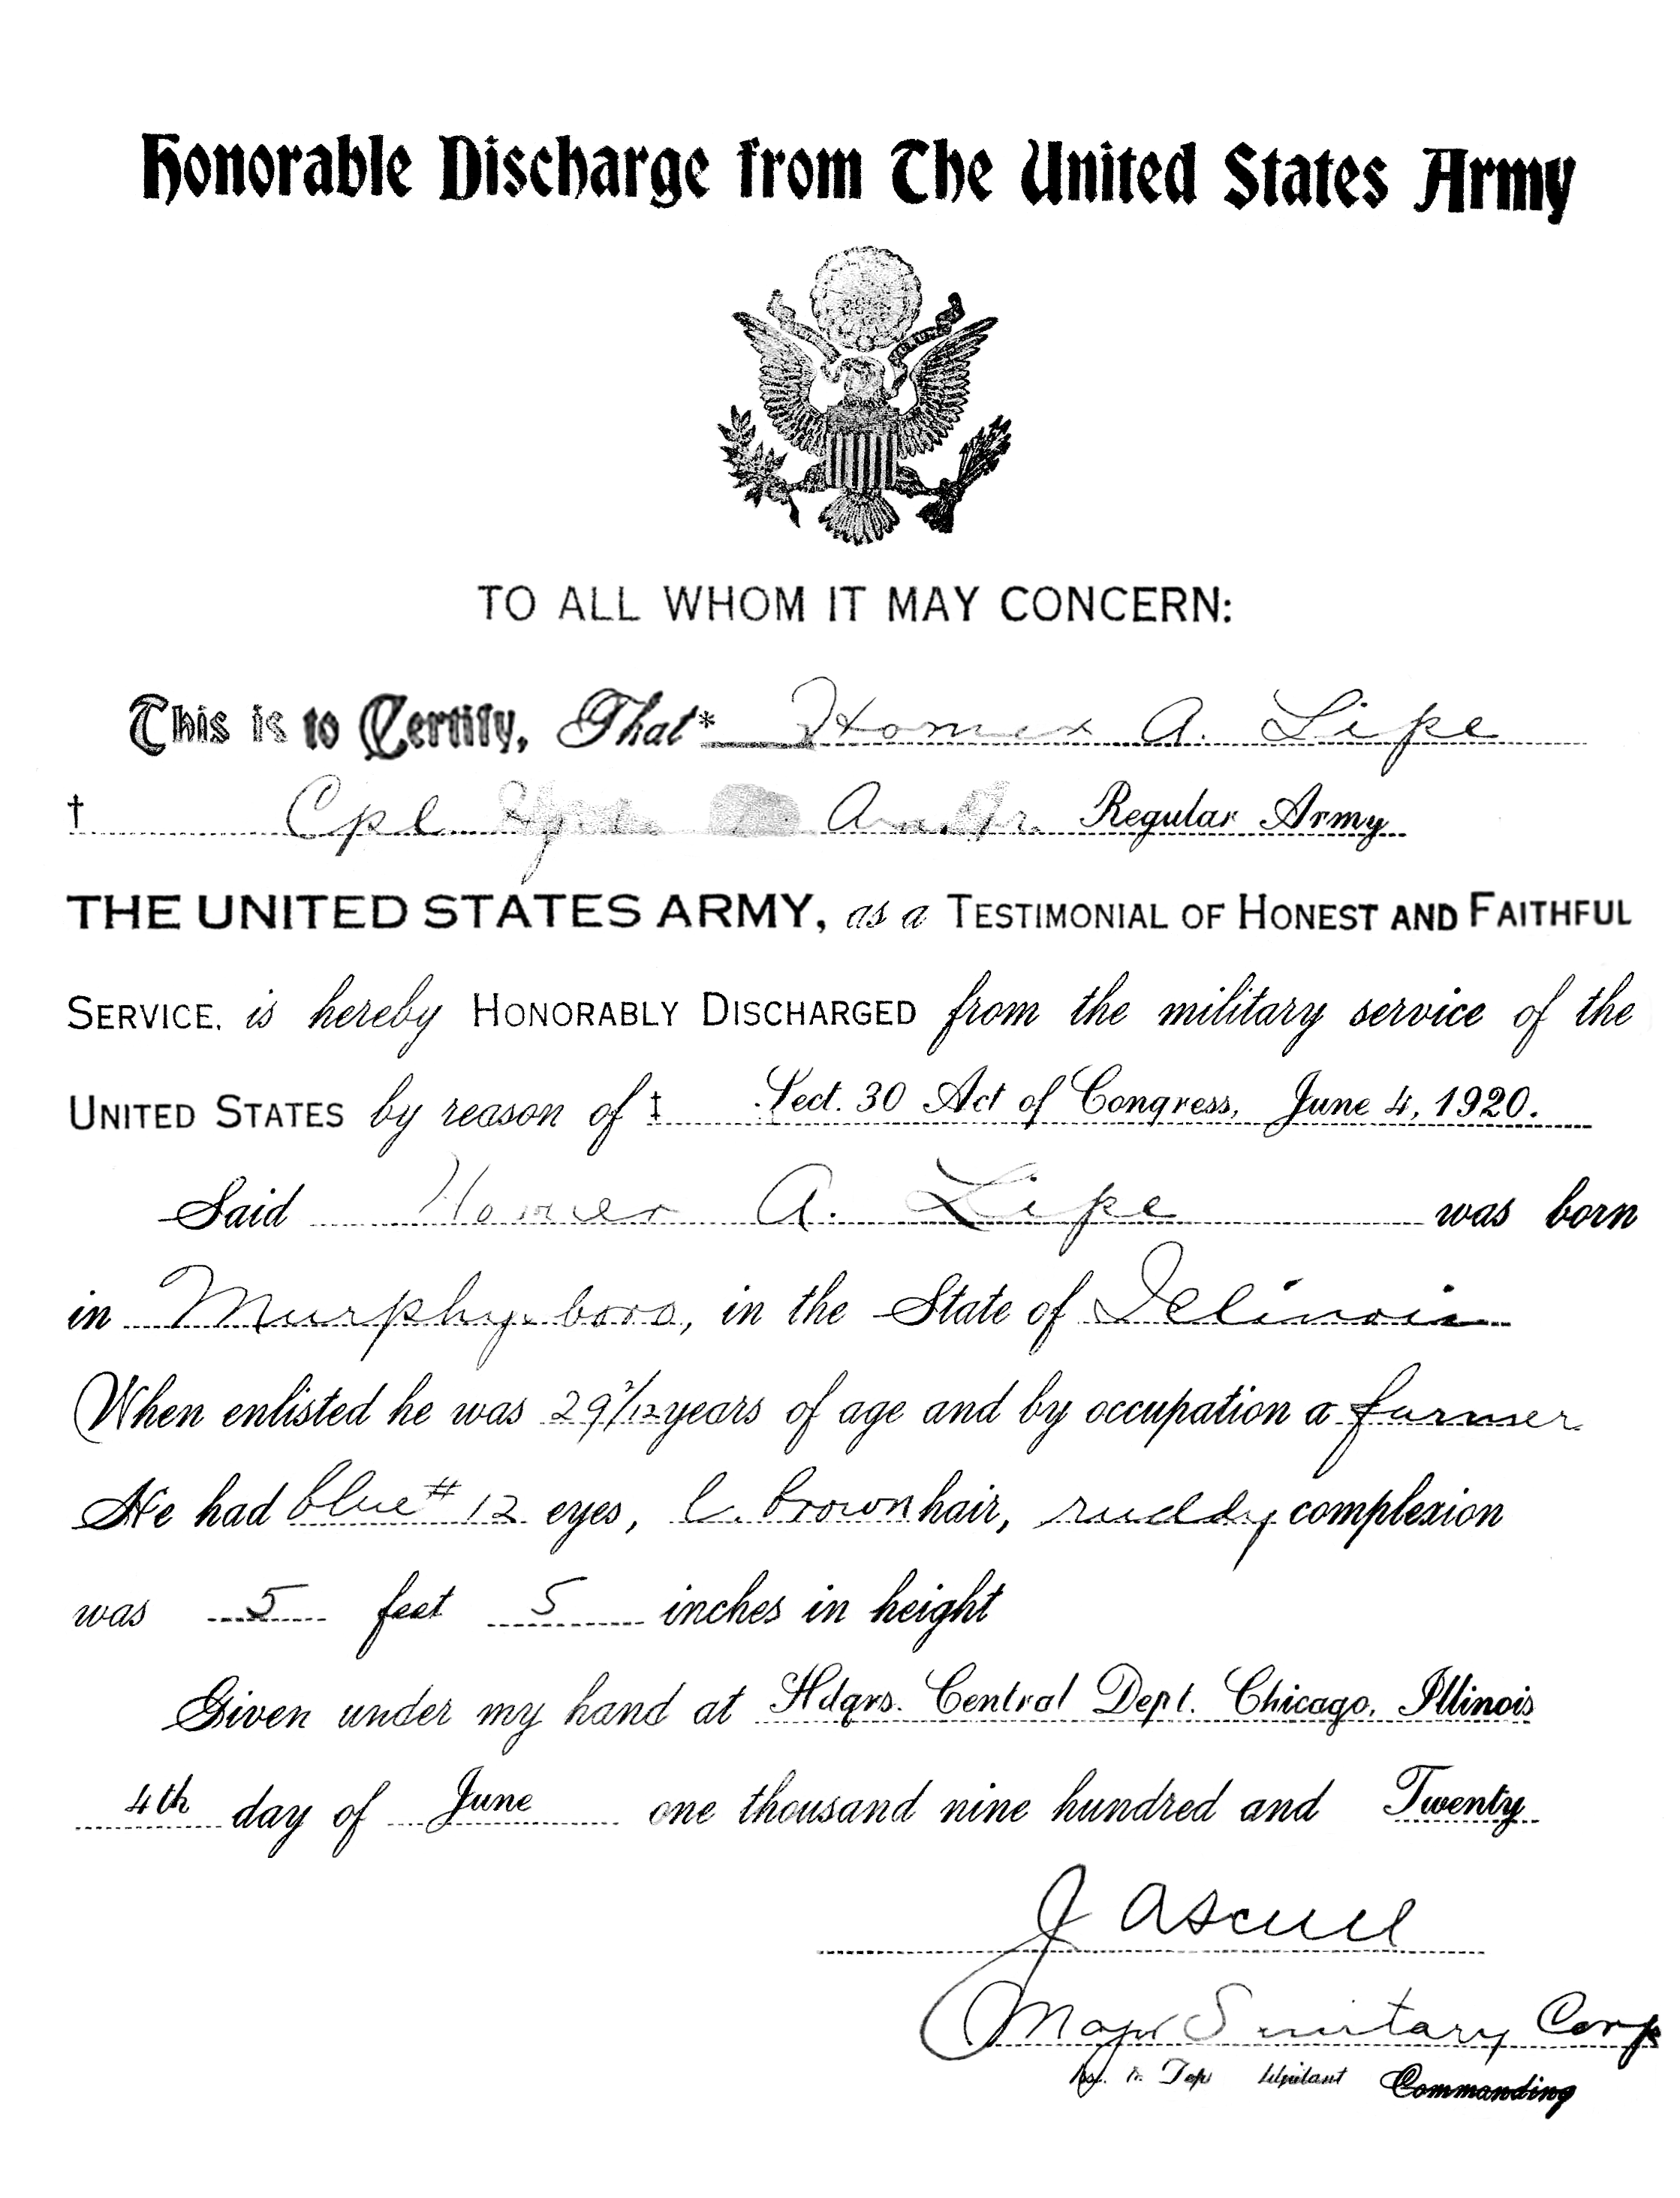 Honorable Discharge from The United States Army
TO ALL WHOM IT MAY CONCERN:
This is to Certify, That* Homer A. Lipe
† Cpl Regular Army
THE UNITED STATES ARMY, as a TESTIMONIAL OF HONEST AND FAITHFUL
SERVICE, is hereby HONORABLY DISCHARGED from the military service of the
UNITED STATES by reason of ‡ Sect. 30 Act of Congress, June 4, 1920.
Said Homer A. Lipe was born
in Murphysboro, in the State of Illinois
When enlisted he was 29 /12 years of age and by occupation a farmer
He had blue # 12 eyes, l. brown hair, ruddy complexion
was 5 feet 5 inches in height
Given under my hand at Hdqrs. Central Dept. Chicago, Illinois
4th day of June one thousand nine hundred and Twenty
J
Major Sanitary Corps
Commanding